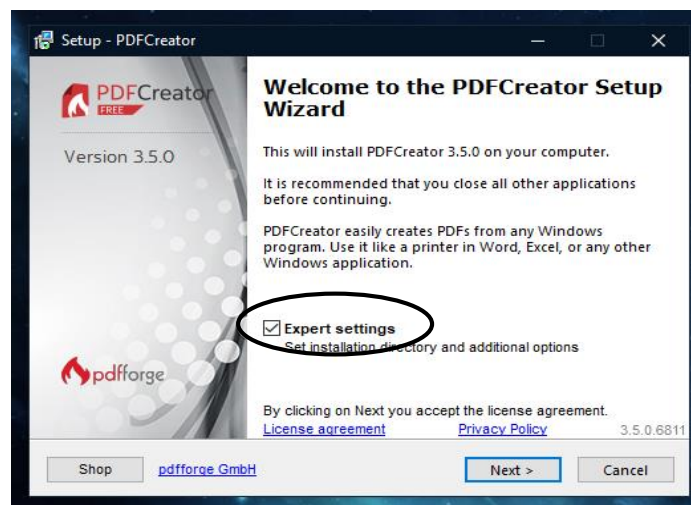 Setup - PDFCreator
PDFCreator
FREE
Version 3.5.0
Welcome to the PDFCreator Setup
Wizard
This will install PDFCreator 3.5.0 on your computer.
It is recommended that you close all other applications
before continuing.
PDFCreator easily creates PDFs from any Windows
program. Use it like a printer in Word, Excel, or any other
Windows application.
Expert settings
Set installation directory and additional options
pdfforge
By clicking on Next you accept the license agreement.
License agreement Privacy Policy 3.5.0.6811
Shop pdfforge GmbH Next > Cancel